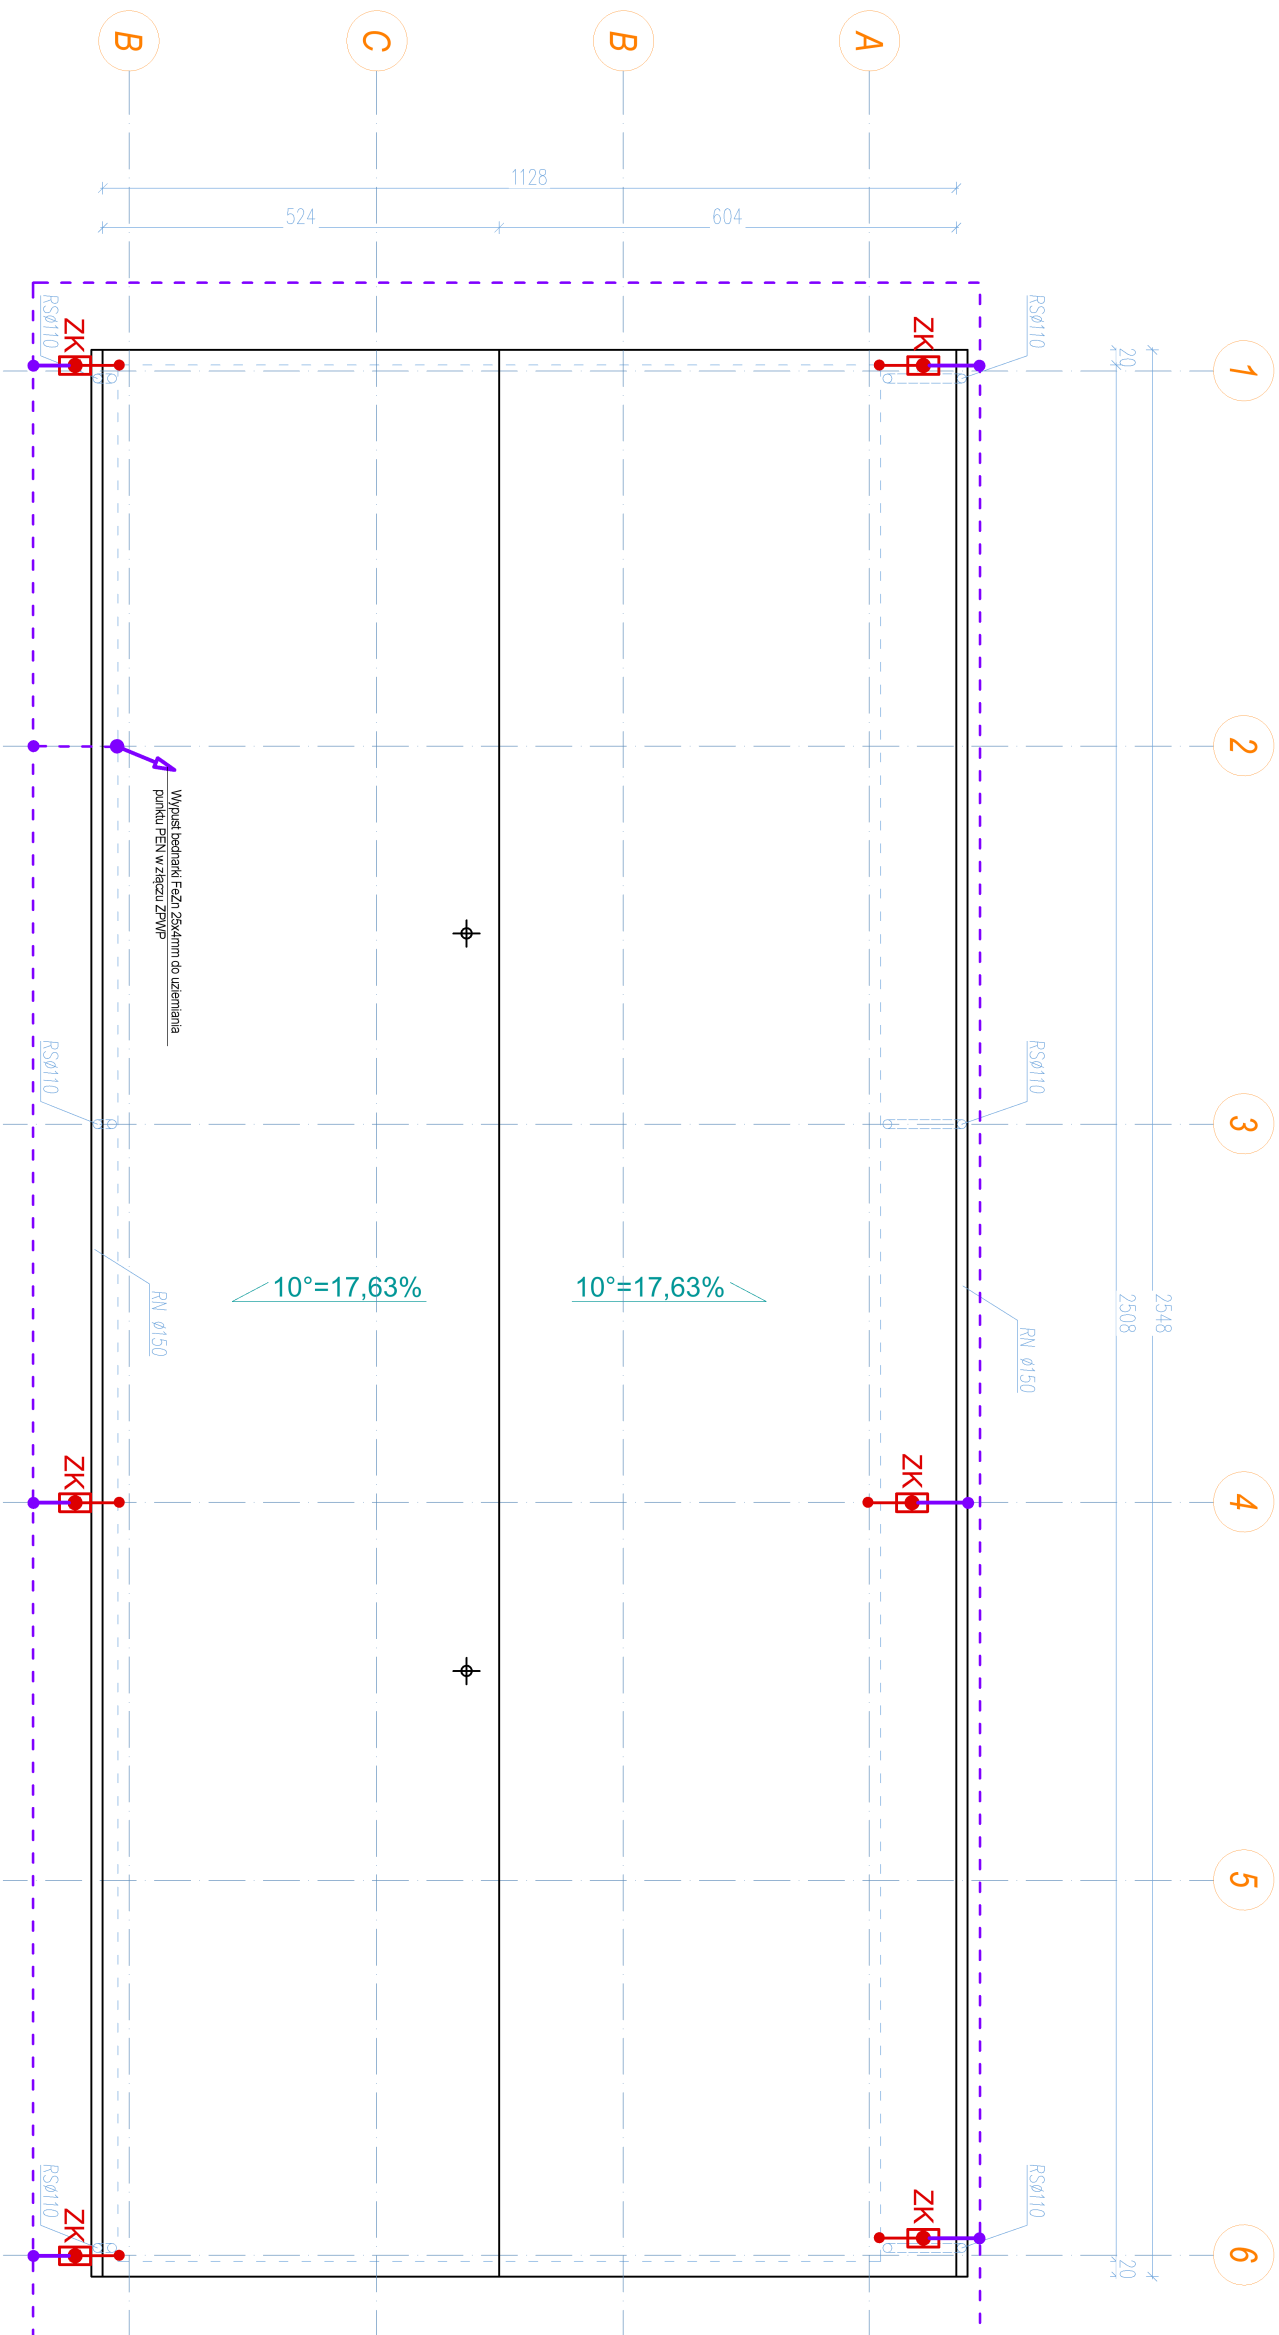 B
C
B
A
1128
524
604
RSø110
ZK
ZK
RSø110
20
1
2
Wypust bednarki FeZn 25x4mm do uziemiania
punktu PEN w złączu ZPWP
RSø110
RSø110
3
10°=17,63%
10°=17,63%
RN ø150
RN ø150
2508
2548
ZK
ZK
4
5
RSø110
ZK
ZK
RSø110
20
6